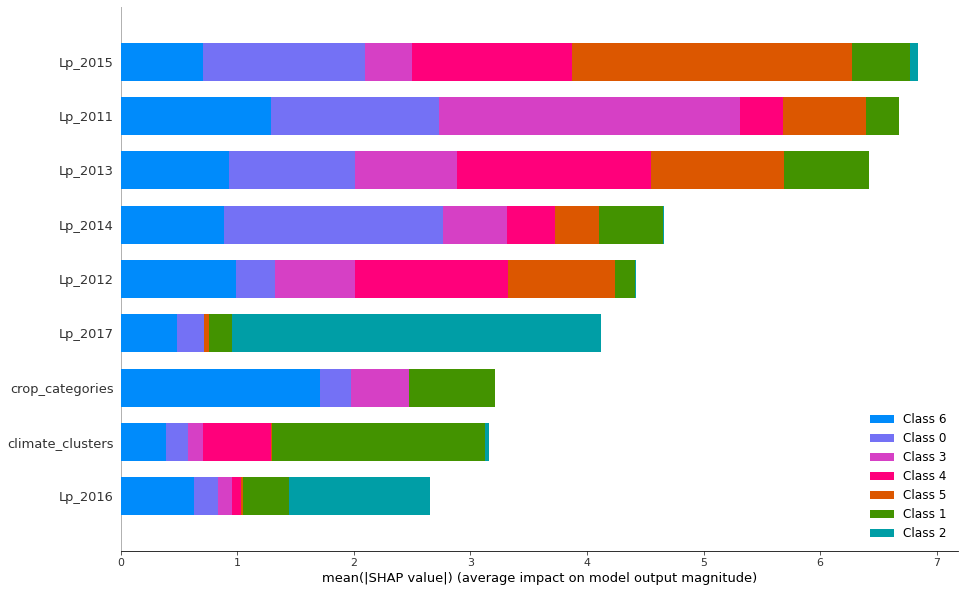 Lp_2015
Lp_2011
Lp_2013
Lp_2014
Lp_2012
Lp_2017
crop_categories
climate_clusters
Lp_2016
Class 6
Class 0
Class 3
Class 4
Class 5
Class 1
Class 2
0 1 2 3 4 5 6 7
mean(|SHAP value|) (average impact on model output magnitude)